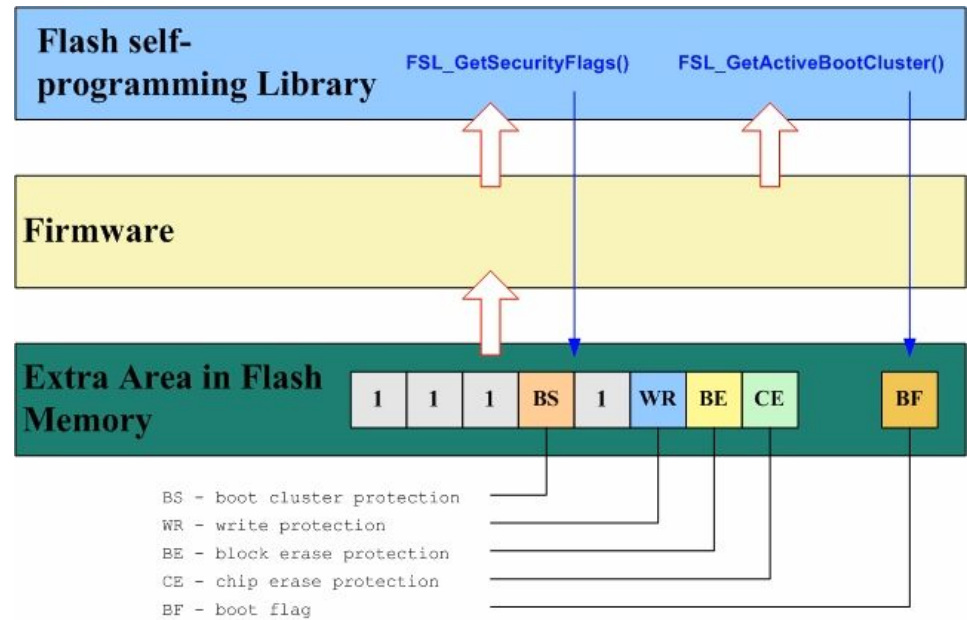 Flash self-
programming Library
FSL_GetSecurityFlags()
FSL_GetActiveBootCluster()
Firmware
Extra Area in Flash
Memory
1 1 1 BS 1 WR BE CE
BF
BS - boot cluster protection
WR - write protection
BE - block erase protection
CE - chip erase protection
BF - boot flag